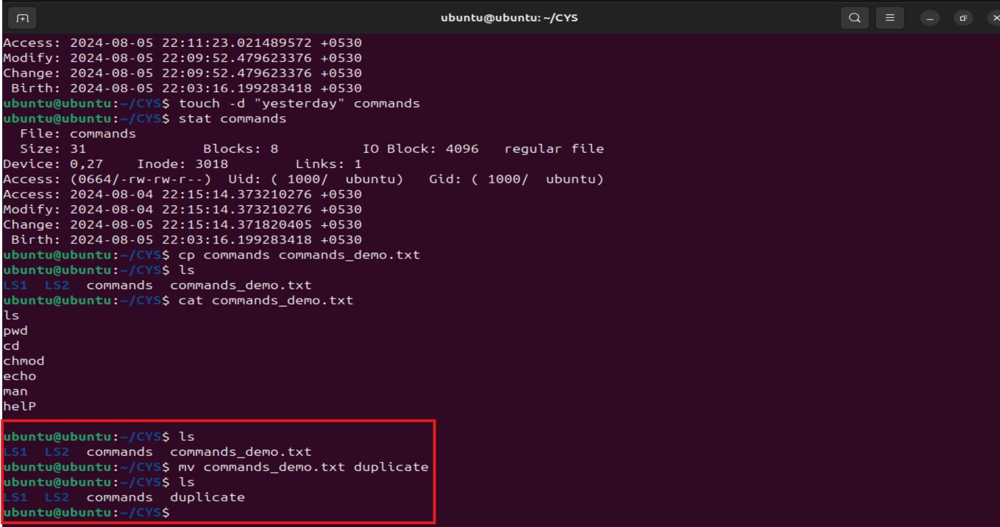 ubuntu@ubuntu: ~/CYS
Access: 2024-08-05 22:11:23.021489572 +0530
Modify: 2024-08-05 22:09:52.479623376 +0530
Change: 2024-08-05 22:09:52.479623376 +0530
 Birth: 2024-08-05 22:03:16.199283418 +0530
ubuntu@ubuntu:~/CYS$ touch -d "yesterday" commands
ubuntu@ubuntu:~/CYS$ stat commands
  File: commands
  Size: 31              Blocks: 8          IO Block: 4096   regular file
Device: 0,27    Inode: 3018        Links: 1
Access: (0664/-rw-rw-r--)  Uid: ( 1000/  ubuntu)   Gid: ( 1000/  ubuntu)
Access: 2024-08-04 22:15:14.373210276 +0530
Modify: 2024-08-04 22:15:14.373210276 +0530
Change: 2024-08-05 22:15:14.371820405 +0530
 Birth: 2024-08-05 22:03:16.199283418 +0530
ubuntu@ubuntu:~/CYS$ cp commands commands_demo.txt
ubuntu@ubuntu:~/CYS$ ls
LS1  LS2  commands  commands_demo.txt
ubuntu@ubuntu:~/CYS$ cat commands_demo.txt
ls
pwd
cd
chmod
echo
man
helP
ubuntu@ubuntu:~/CYS$ ls
LS1  LS2  commands  commands_demo.txt
ubuntu@ubuntu:~/CYS$ mv commands_demo.txt duplicate
ubuntu@ubuntu:~/CYS$ ls
LS1  LS2  commands  duplicate
ubuntu@ubuntu:~/CYS$